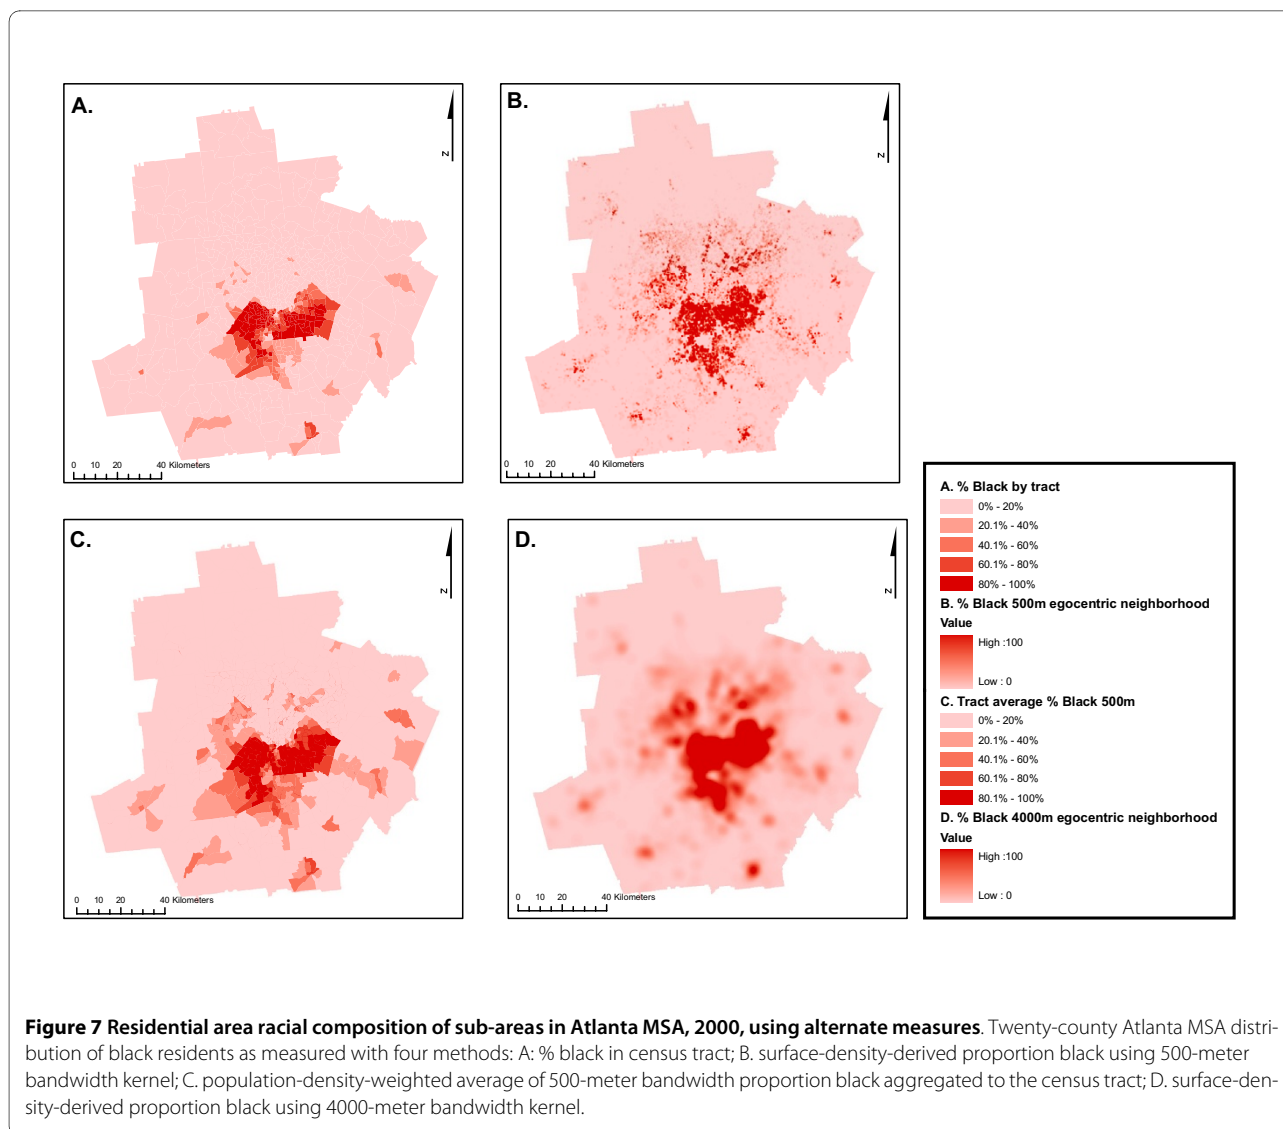 A.
z
0 10 20 40 Kilometers
B.
z
0 10 20 40 Kilometers
C.
z
0 10 20 40 Kilometers
D.
z
0 10 20 40 Kilometers
A. % Black by tract
0% - 20%
20.1% - 40%
40.1% - 60%
60.1% - 80%
80% - 100%
B. % Black 500m egocentric neighborhood
Value
High :100
Low : 0
C. Tract average % Black 500m
0% - 20%
20.1% - 40%
40.1% - 60%
60.1% - 80%
80.1% - 100%
D. % Black 4000m egocentric neighborhood
Value
High :100
Low : 0
Figure 7 Residential area racial composition of sub-areas in Atlanta MSA, 2000, using alternate measures. Twenty-county Atlanta MSA distri-
bution of black residents as measured with four methods: A: % black in census tract; B. surface-density-derived proportion black using 500-meter
bandwidth kernel; C. population-density-weighted average of 500-meter bandwidth proportion black aggregated to the census tract; D. surface-den-
sity-derived proportion black using 4000-meter bandwidth kernel.